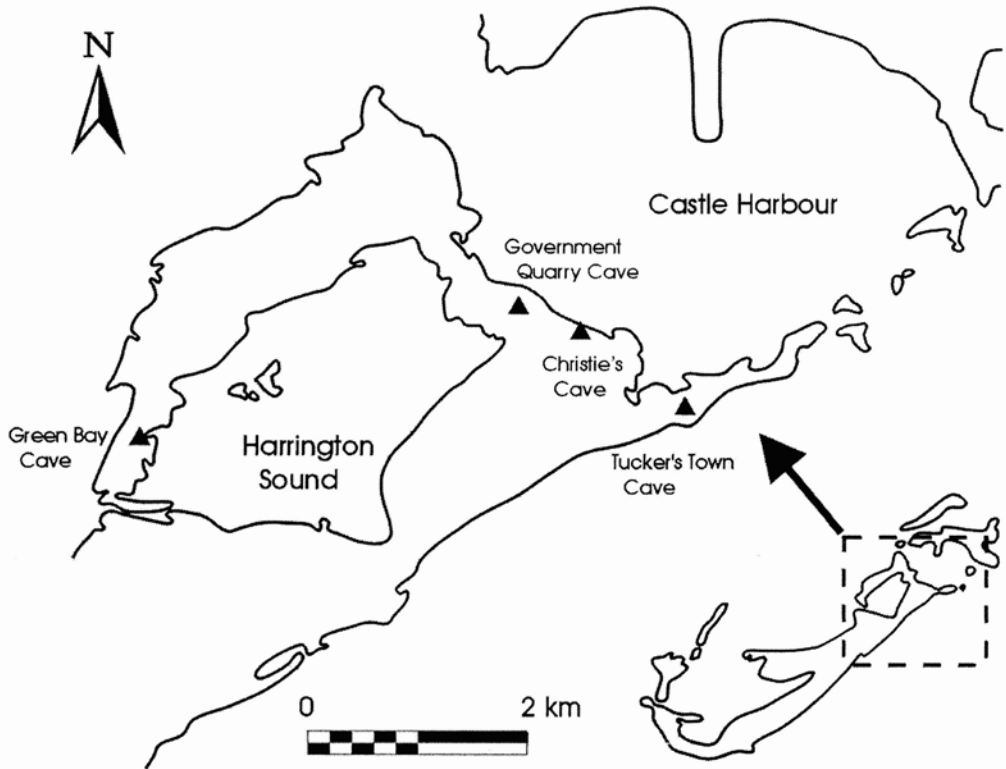 N
Castle Harbour
Government
Quarry Cave
Christie's
Cave
Green Bay
Cave
Harrington
Sound
Tucker's Town
Cave
0 2 km